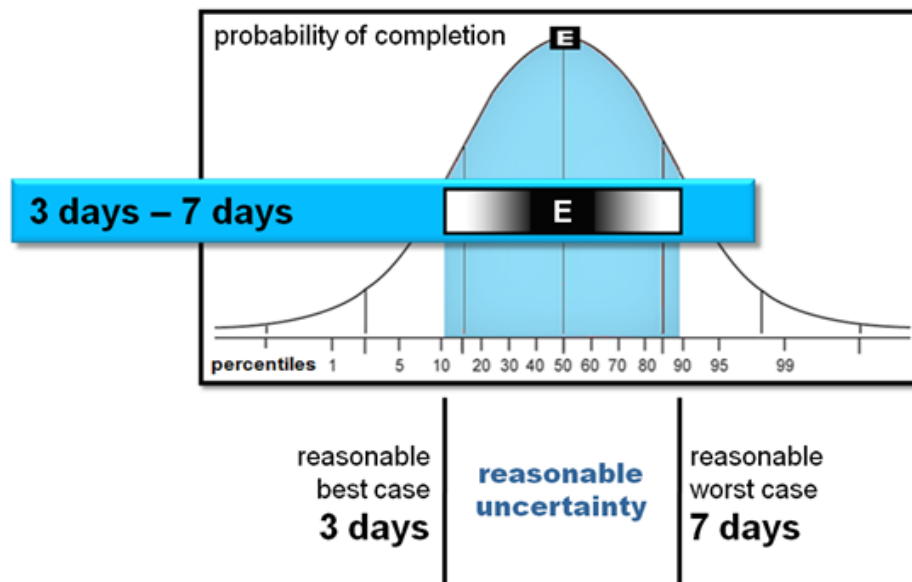 probability of completion
E
3 days – 7 days
E
percentiles 1 5 10 20 30 40 50 60 70 80 90 95 99
reasonable
best case
3 days
reasonable
uncertainty
reasonable
worst case
7 days